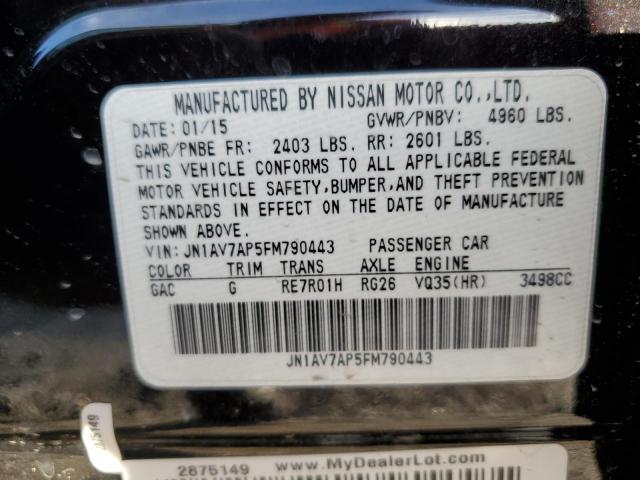 MANUFACTURED BY NISSAN MOTOR CO.,LTD.
DATE: 01/15 GVWR/PNBV: 4960 LBS.
GAWR/PNBE FR: 2403 LBS. RR: 2601 LBS.
THIS VEHICLE CONFORMS TO ALL APPLICABLE FEDERAL
MOTOR VEHICLE SAFETY,BUMPER,AND THEFT PREVENTION
STANDARDS IN EFFECT ON THE DATE OF MANUFACTURE
SHOWN ABOVE.
VIN: JN1AV7AP5FM790443 PASSENGER CAR
COLOR TRIM TRANS AXLE ENGINE
GAC G RE7R01H RG26 VQ35(HR) 3498CC
JN1AV7AP5FM790443
2875149
2875149 www.MyDealerLot.com